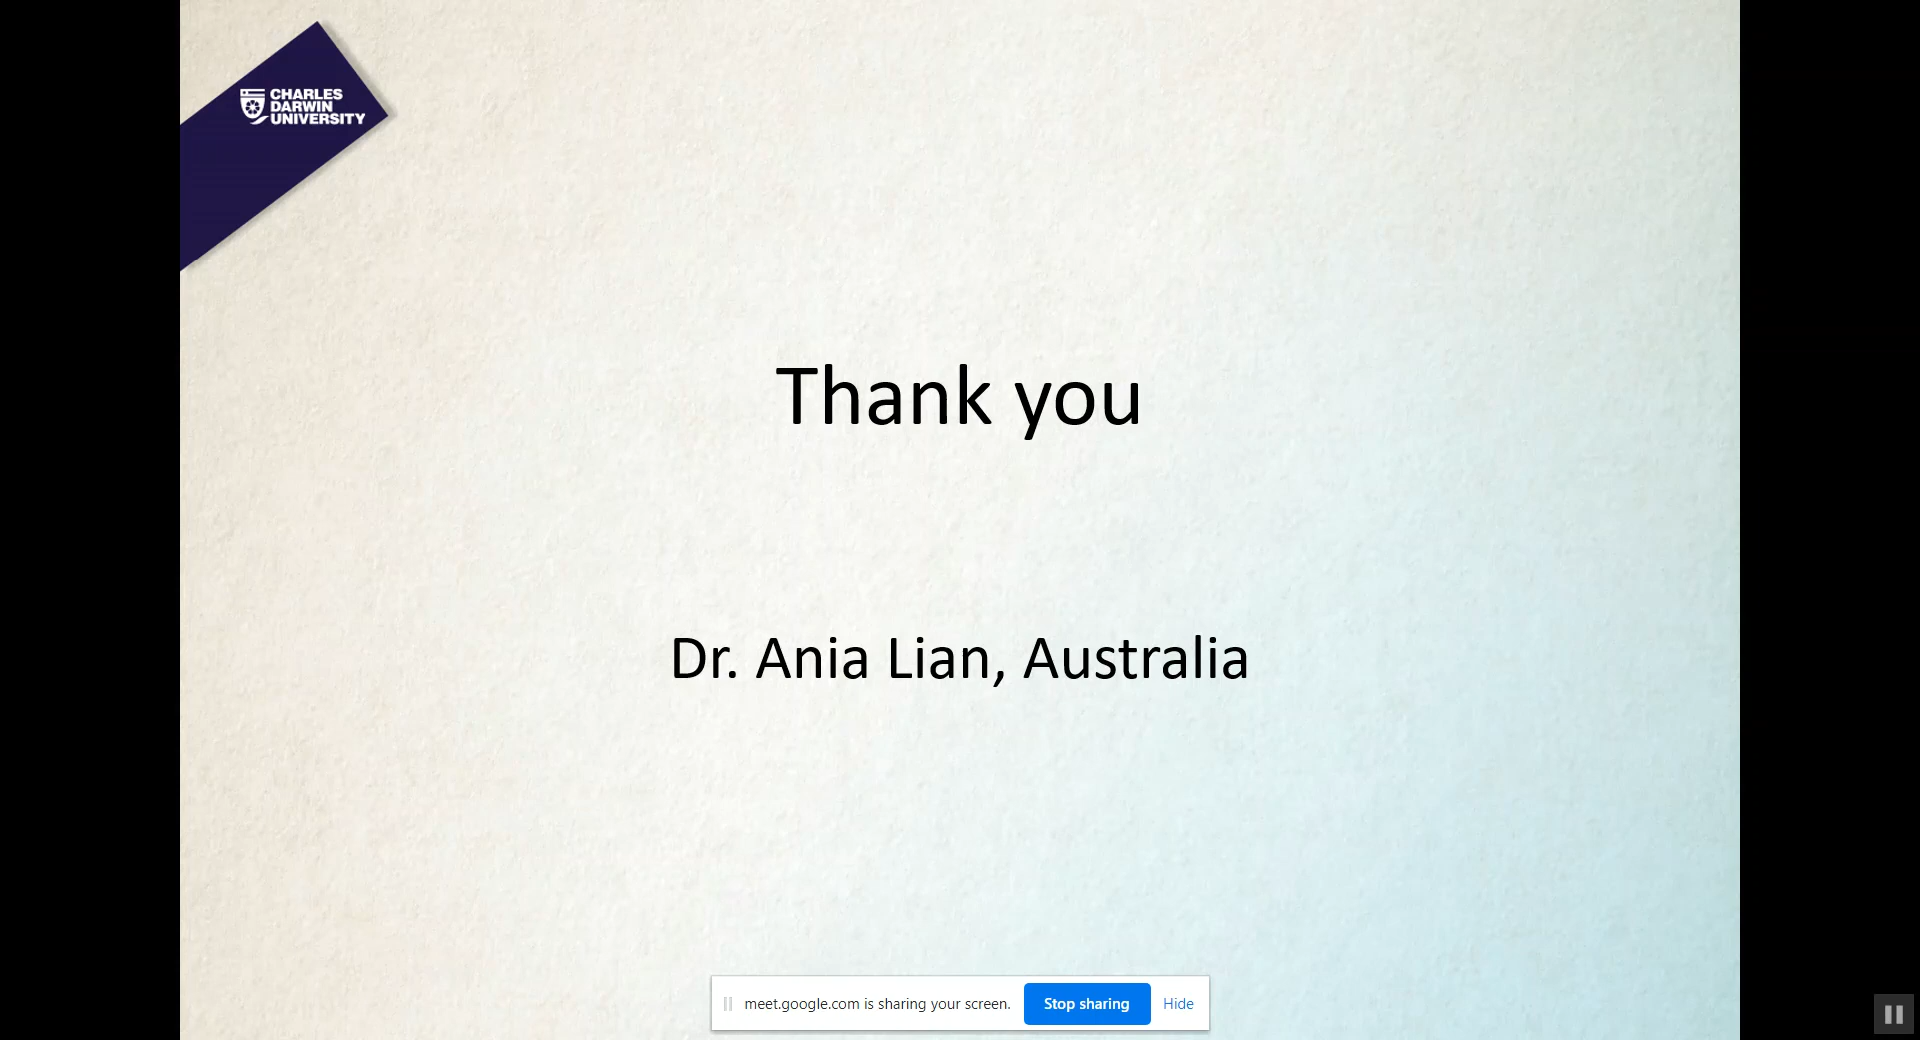 CHARLES
DARWIN
UNIVERSITY
Thank you
Dr. Ania Lian, Australia
meet.google.com is sharing your screen. Stop sharing Hide